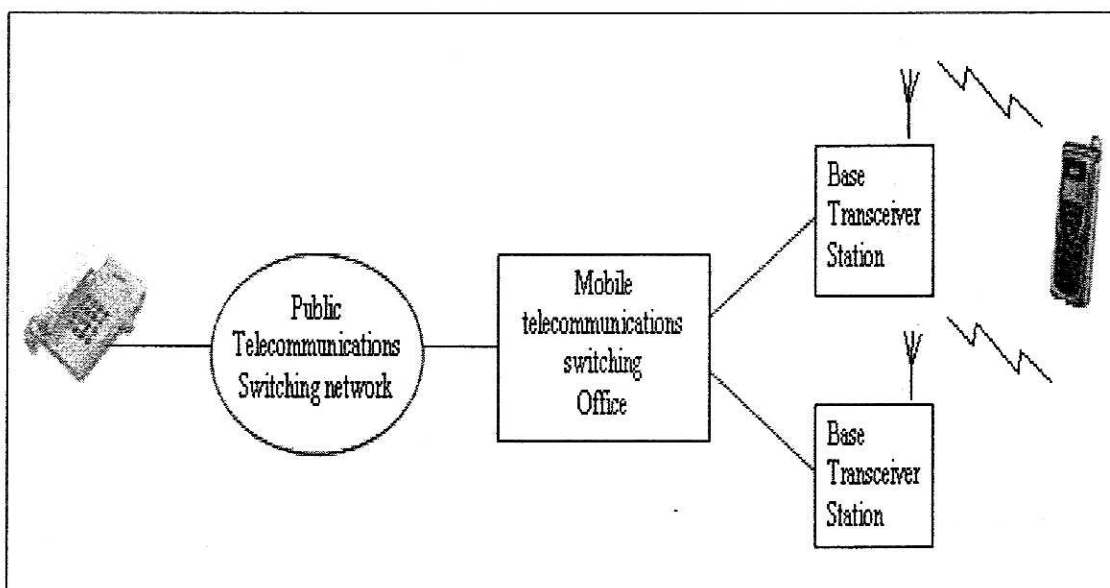 Public
Telecommunications
Switching network
Mobile
telecommunications
switching
Office
Base
Transceiver
Station
Base
Transceiver
Station